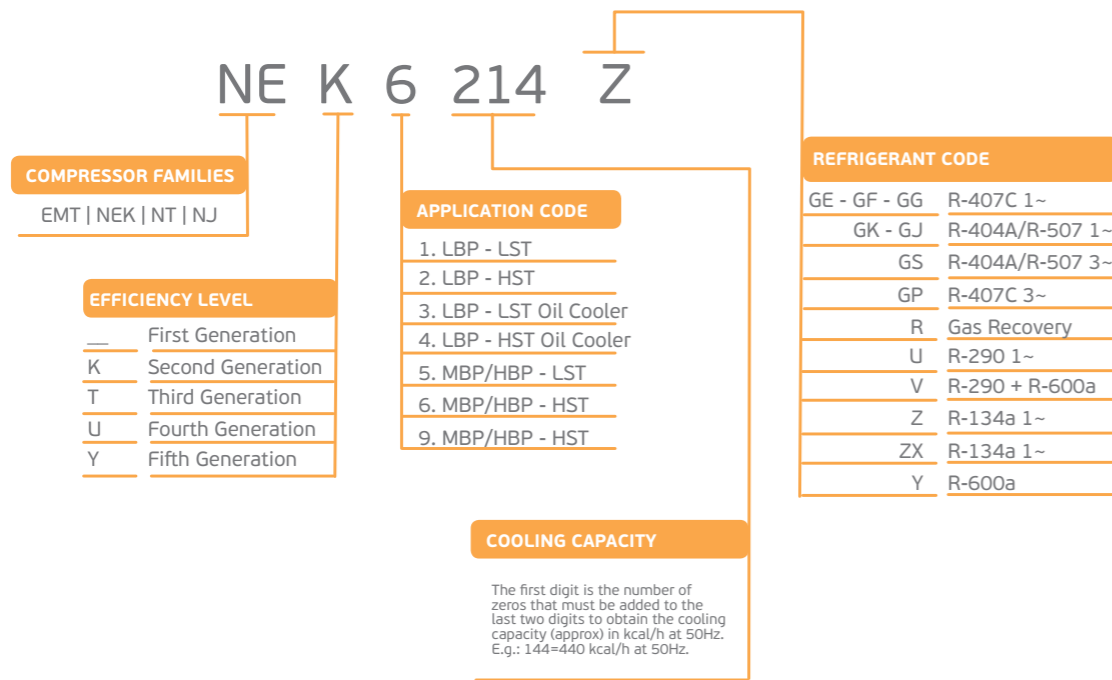 NE K 6 214 Z
COMPRESSOR FAMILIES
EMT | NEK | NT | NJ
EFFICIENCY LEVEL
__ First Generation
K Second Generation
T Third Generation
U Fourth Generation
Y Fifth Generation
APPLICATION CODE
1. LBP - LST
2. LBP - HST
3. LBP - LST Oil Cooler
4. LBP - HST Oil Cooler
5. MBP/HBP - LST
6. MBP/HBP - HST
9. MBP/HBP - HST
COOLING CAPACITY
The first digit is the number of
zeros that must be added to the
last two digits to obtain the cooling
capacity (approx) in kcal/h at 50Hz.
E.g.: 144=440 kcal/h at 50Hz.
REFRIGERANT CODE
GE - GF - GG R-407C 1~
GK - GJ R-404A/R-507 1~
GS R-404A/R-507 3~
GP R-407C 3~
R Gas Recovery
U R-290 1~
V R-290 + R-600a
Z R-134a 1~
ZX R-134a 1~
Y R-600a